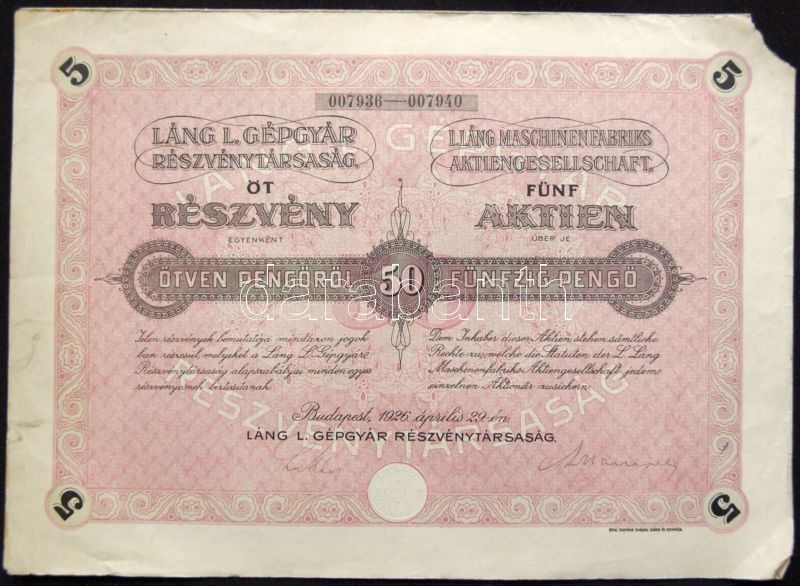 5
5
007936—007940
LÁNG L. GÉPGYÁR
RÉSZVÉNYTÁRSASÁG.
ÖT
RÉSZVÉNY
EGYENKÉNT
ÖTVEN PENGŐRŐL
Jelen részvények bemutatója mindazon jogok
ban részesül, melyeket a Láng L. Gépgyár
Részvénytársaság alapszabályai minden egyes
részvényesnek biztosítanak.
L. LÁNG MASCHINENFABRIKS
AKTIENGESELLSCHAFT.
FÜNF
AKTIEN
ÜBER JE
50
FÜNFZIG PENGŐ
Dem Inhaber dieser Aktien stehen sämtliche
Rechte zu, welche die Statuten der L. Láng
Maschinenfabriks Aktiengesellschaft jedem
einzelnen Aktionär zusichern.
Budapest, 1926. április 29-én.
LÁNG L. GÉPGYÁR RÉSZVÉNYTÁRSASÁG.
5
5
darabanth